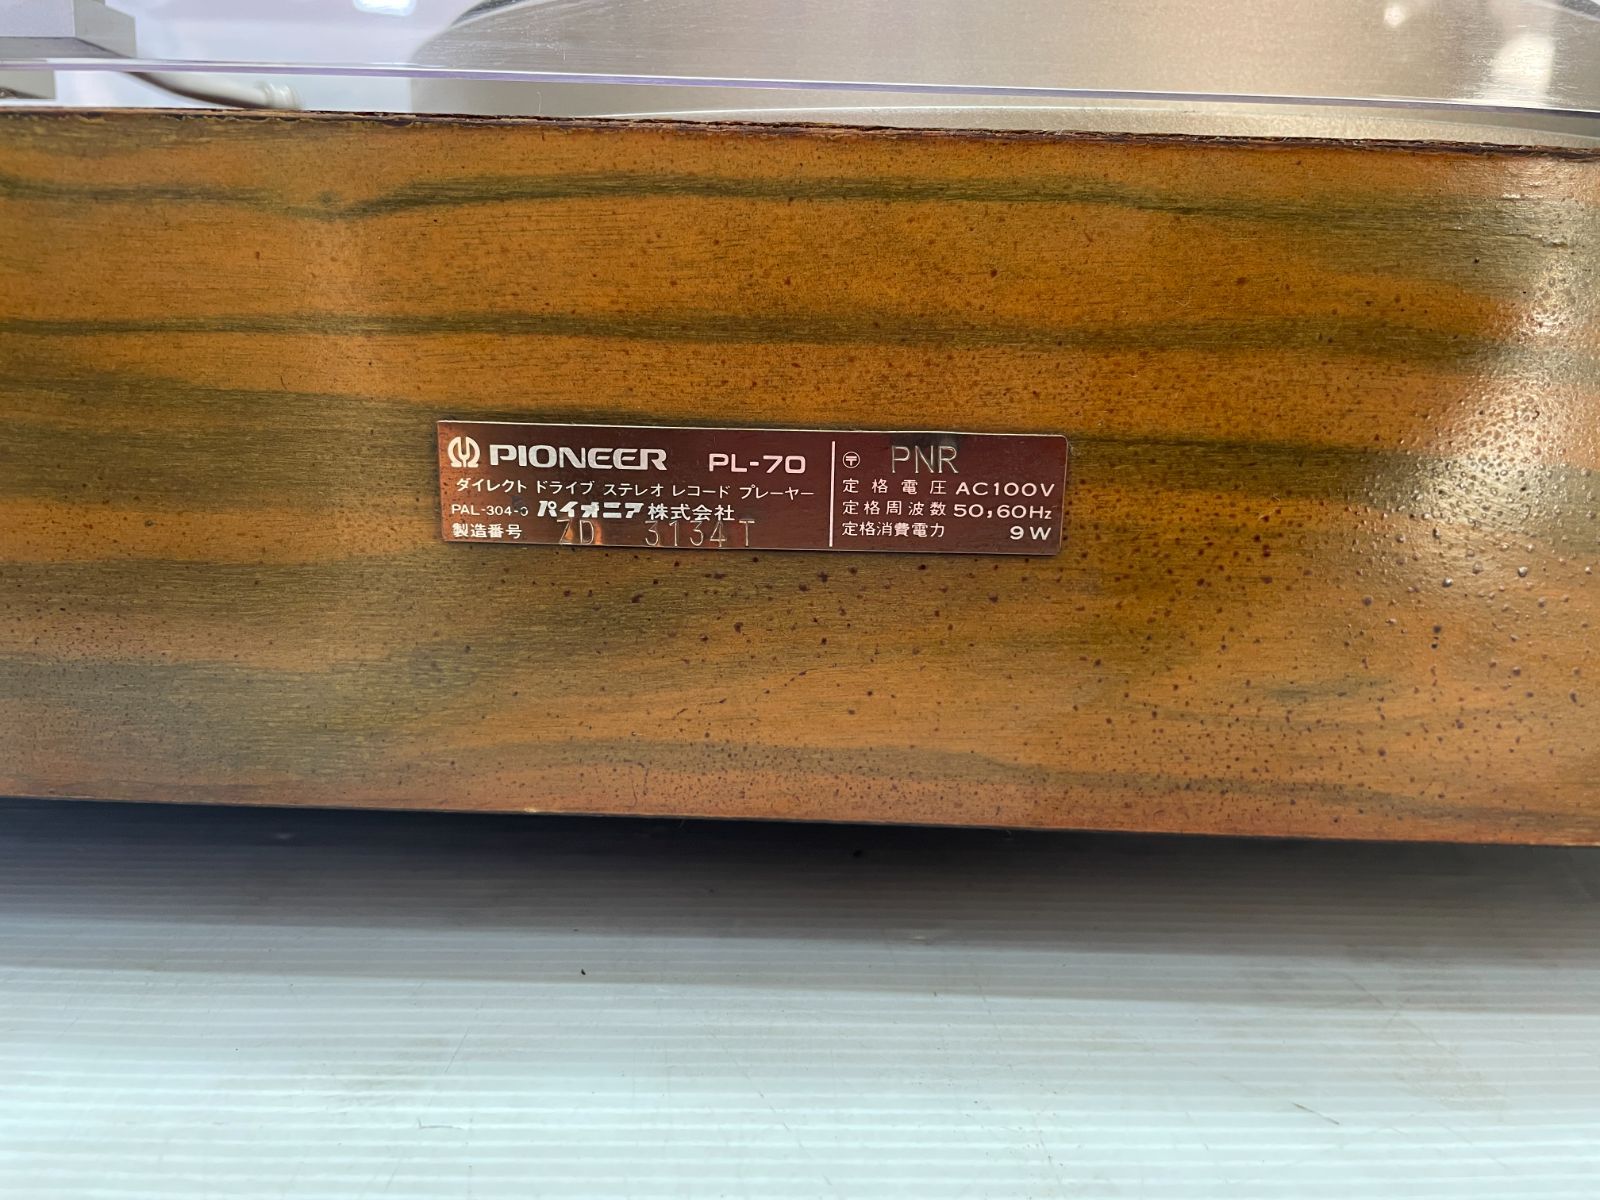 PIONEER PL-70
ダイレクト ドライブ ステレオ レコード プレーヤー
PAL-304-0 パイオニア株式会社
製造番号 ZD 3134T
〒 PNR
定格電圧 AC100V
定格周波数 50,60Hz
定格消費電力 9W